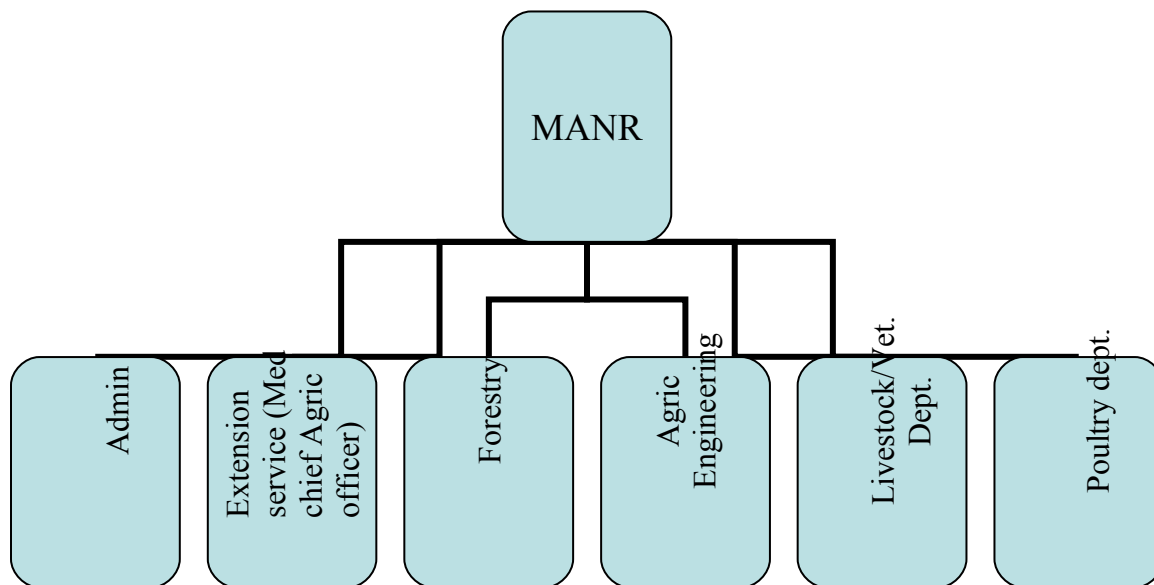 MANR
Admin
Extension
service (Med
chief Agric
officer)
Forestry
Agric
Engineering
Livestock/Vet.
Dept.
Poultry dept.